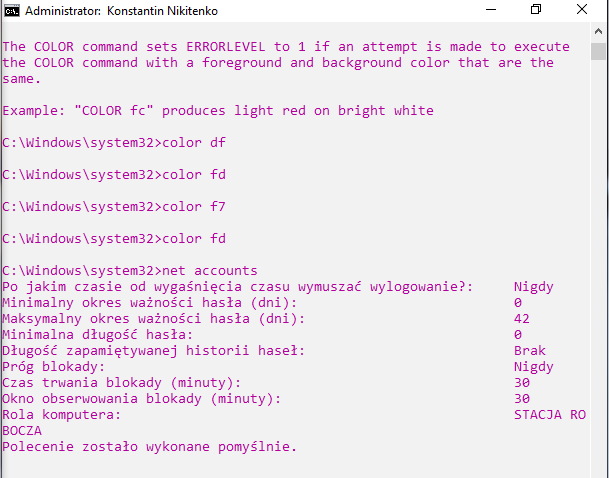 Administrator: Konstantin Nikitenko
The COLOR command sets ERRORLEVEL to 1 if an attempt is made to execute
the COLOR command with a foreground and background color that are the
same.
Example: "COLOR fc" produces light red on bright white
C:\Windows\system32>color df
C:\Windows\system32>color fd
C:\Windows\system32>color f7
C:\Windows\system32>color fd
C:\Windows\system32>net accounts
Po jakim czasie od wygaśnięcia czasu wymuszać wylogowanie?: Nigdy
Minimalny okres ważności hasła (dni): 0
Maksymalny okres ważności hasła (dni): 42
Minimalna długość hasła: 0
Długość zapamiętywanej historii haseł: Brak
Próg blokady: Nigdy
Czas trwania blokady (minuty): 30
Okno obserwowania blokady (minuty): 30
Rola komputera: STACJA RO
BOCZA
Polecenie zostało wykonane pomyślnie.